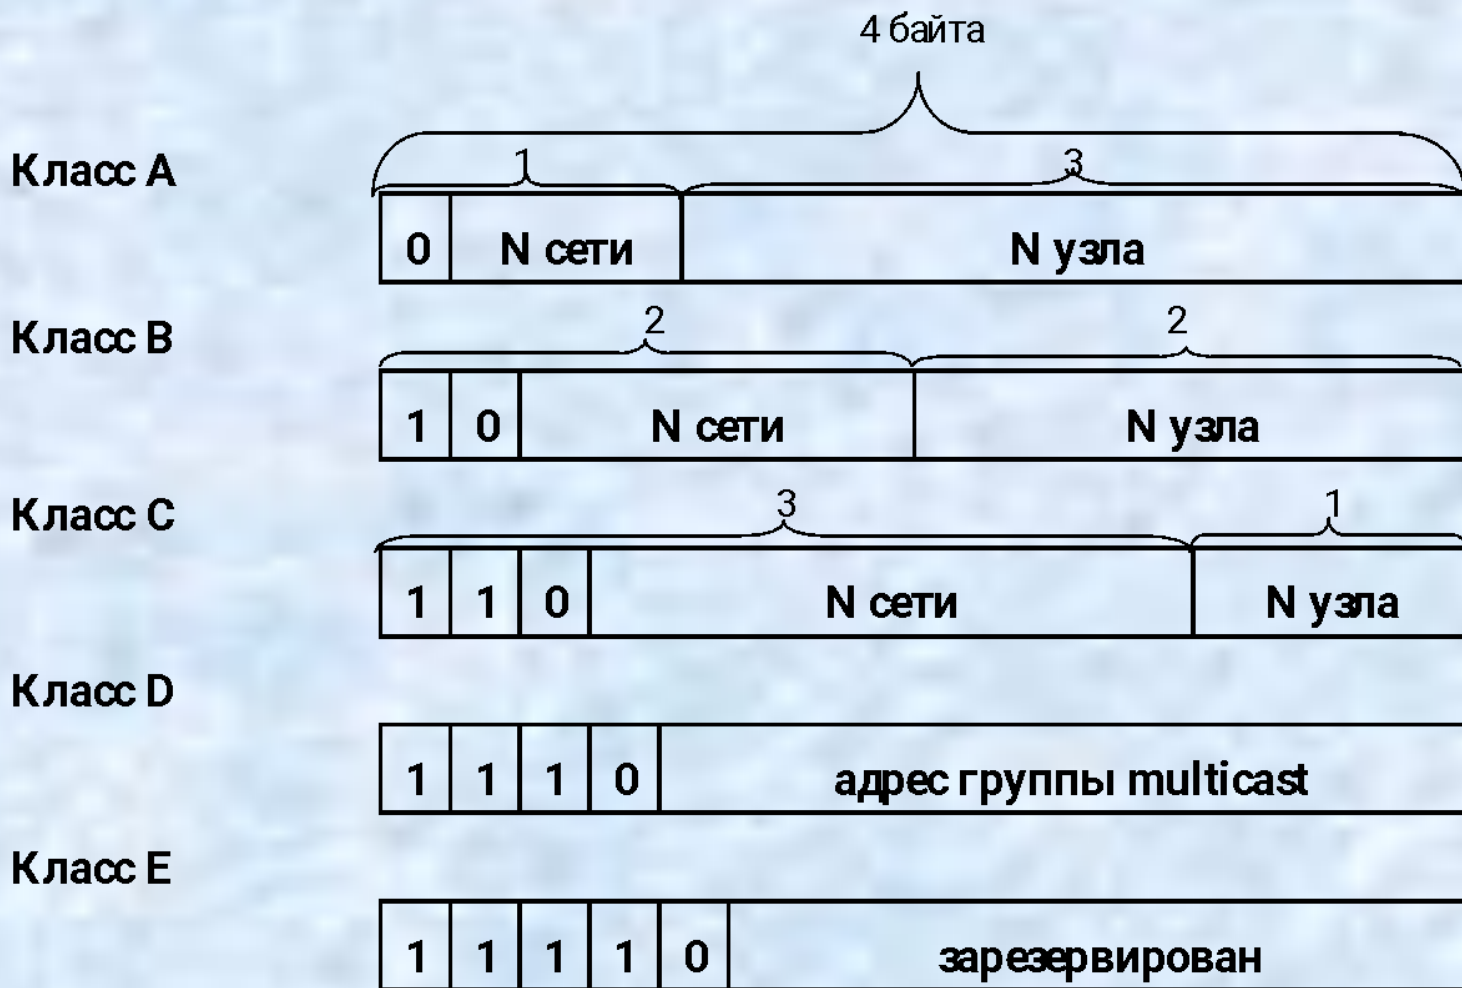 4 байта
Класс A
1
3
0 N сети N узла
Класс B
2
2
1 0 N сети N узла
Класс C
3
1
1 1 0 N сети N узла
Класс D
1 1 1 0 адрес группы multicast
Класс E
1 1 1 1 0 зарезервирован